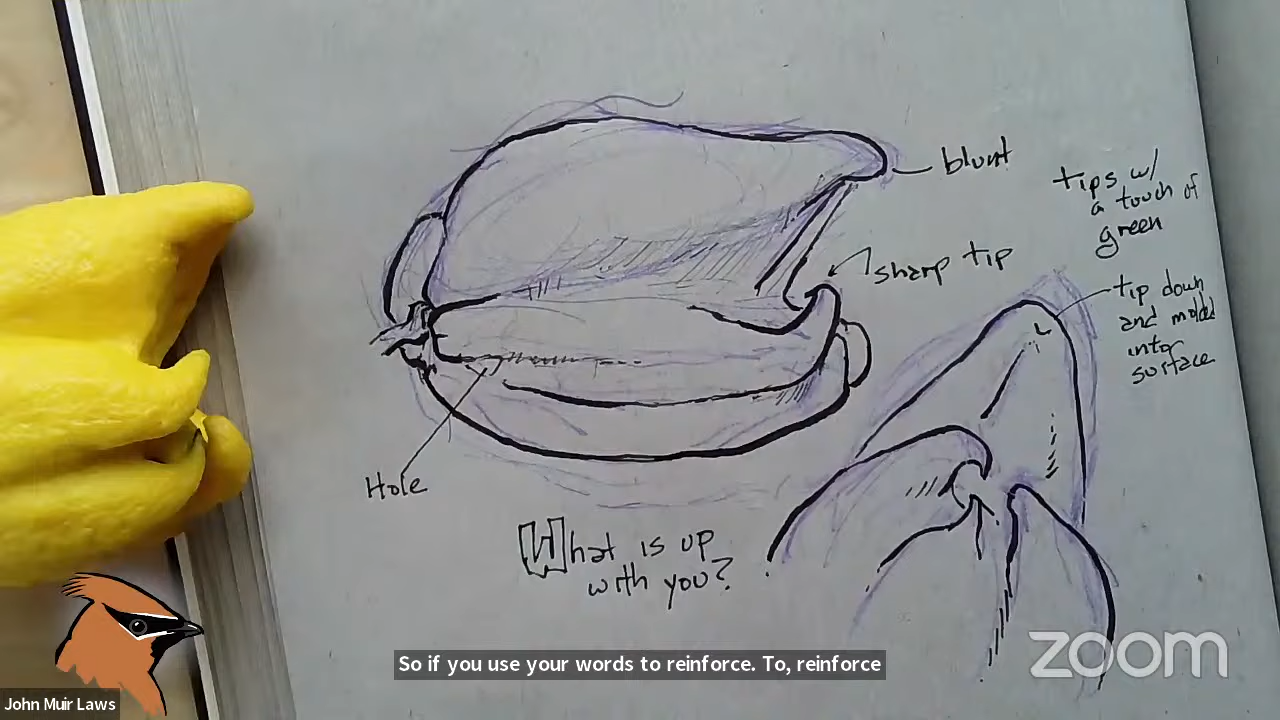 blunt
tips w/
a touch of
green
sharp tip
tip down
and molded
into
surface
Hole
What is up
with you?
So if you use your words to reinforce. To, reinforce
zoom
John Muir Laws